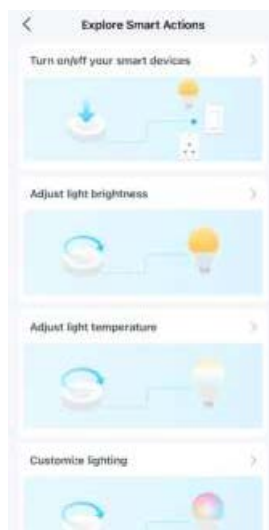 Explore Smart Actions
Turn on/off your smart devices
Adjust light brightness
Adjust light temperature
Customize lighting